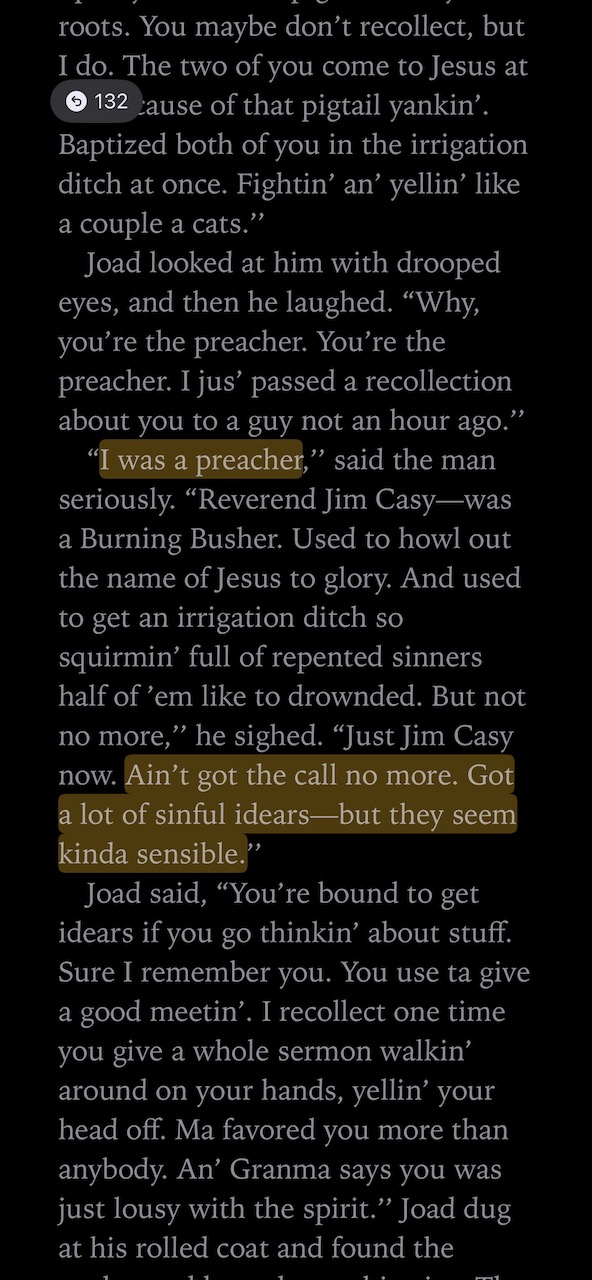 roots. You maybe don’t recollect, but
I do. The two of you come to Jesus at
132
cause of that pigtail yankin’.
Baptized both of you in the irrigation
ditch at once. Fightin’ an’ yellin’ like
a couple a cats.’’
Joad looked at him with drooped
eyes, and then he laughed. “Why,
you’re the preacher. You’re the
preacher. I jus’ passed a recollection
about you to a guy not an hour ago.’’
“I was a preacher,’’ said the man
seriously. “Reverend Jim Casy—was
a Burning Busher. Used to howl out
the name of Jesus to glory. And used
to get an irrigation ditch so
squirmin’ full of repented sinners
half of ’em like to drownded. But not
no more,’’ he sighed. “Just Jim Casy
now. Ain’t got the call no more. Got
a lot of sinful idears—but they seem
kinda sensible.’’
Joad said, “You’re bound to get
idears if you go thinkin’ about stuff.
Sure I remember you. You use ta give
a good meetin’. I recollect one time
you give a whole sermon walkin’
around on your hands, yellin’ your
head off. Ma favored you more than
anybody. An’ Granma says you was
just lousy with the spirit.’’ Joad dug
at his rolled coat and found the